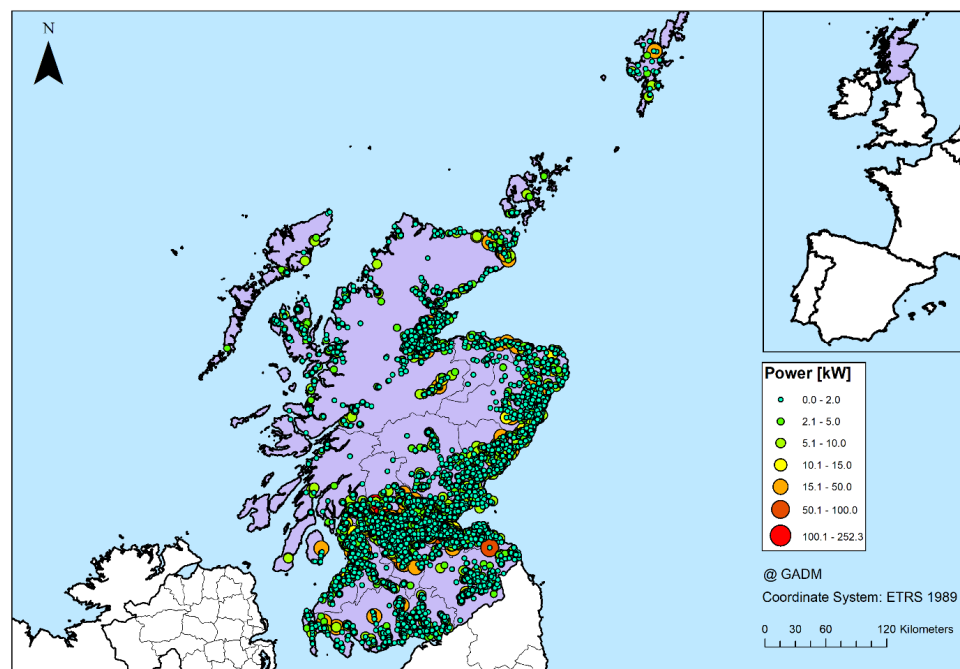 N
Power [kW]
0.0 - 2.0
2.1 - 5.0
5.1 - 10.0
10.1 - 15.0
15.1 - 50.0
50.1 - 100.0
100.1 - 252.3
@ GADM
Coordinate System: ETRS 1989
0 30 60 120 Kilometers